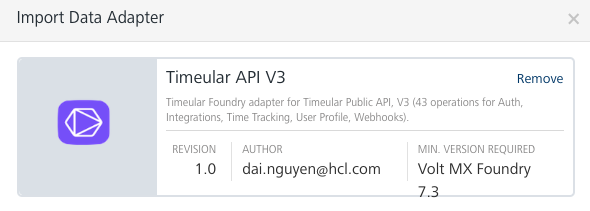 Import Data Adapter
×
Timeular API V3
Remove
Timeular Foundry adapter for Timeular Public API, V3 (43 operations for Auth,
Integrations, Time Tracking, User Profile, Webhooks).
REVISION
1.0
AUTHOR
dai.nguyen@hcl.com
MIN. VERSION REQUIRED
Volt MX Foundry
7.3